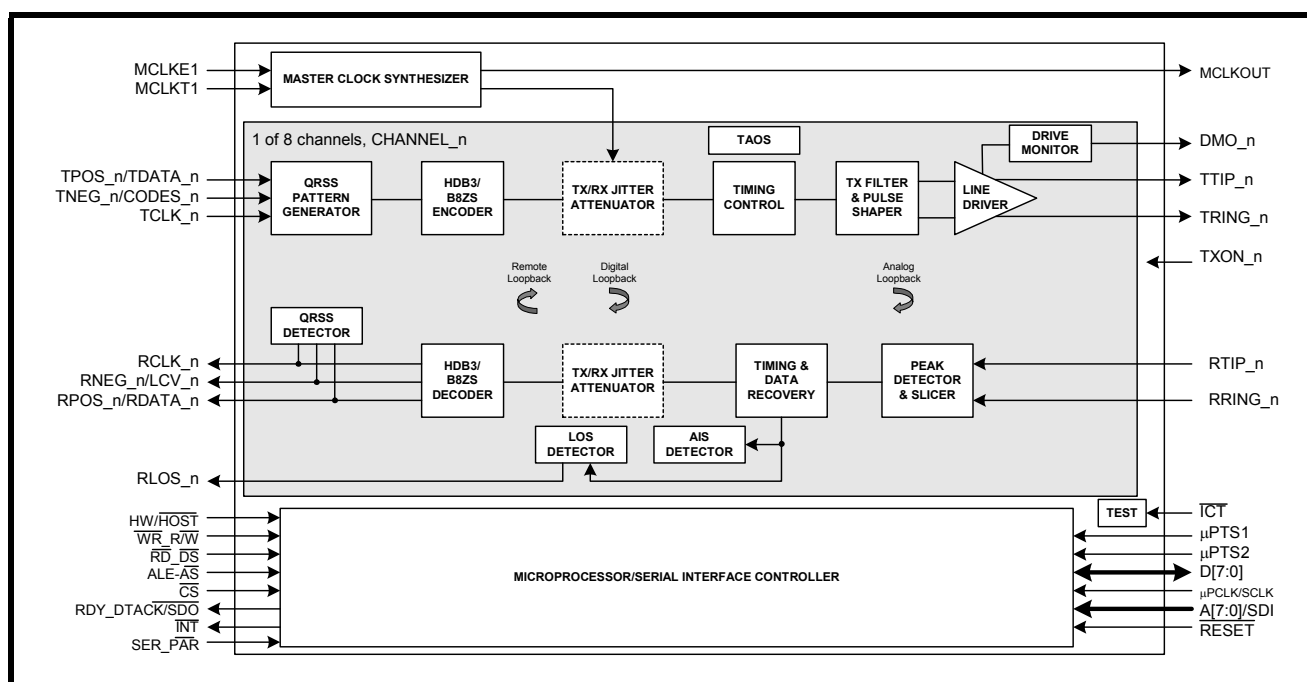 MCLKE1
MCLKT1
MASTER CLOCK SYNTHESIZER
MCLKOUT
1 of 8 channels, CHANNEL_n
TAOS
DRIVE
MONITOR
DMO_n
TPOS_n/TDATA_n
TNEG_n/CODES_n
TCLK_n
QRSS
PATTERN
GENERATOR
HDB3/
B8ZS
ENCODER
TX/RX JITTER
ATTENUATOR
TIMING
CONTROL
TX FILTER
& PULSE
SHAPER
LINE
DRIVER
TTIP_n
TRING_n
TXON_n
Remote
Loopback
Digital
Loopback
Analog
Loopback
QRSS
DETECTOR
RCLK_n
RNEG_n/LCV_n
RPOS_n/RDATA_n
HDB3/
B8ZS
DECODER
TX/RX JITTER
ATTENUATOR
TIMING &
DATA
RECOVERY
PEAK
DETECTOR
& SLICER
RTIP_n
RRING_n
LOS
DETECTOR
AIS
DETECTOR
RLOS_n
TEST
ICT
HW/HOST
WR_R/W
RD_DS
ALE-AS
CS
RDY_DTACK/SDO
INT
SER_PAR
MICROPROCESSOR/SERIAL INTERFACE CONTROLLER
µPTS1
µPTS2
D[7:0]
µPCLK/SCLK
A[7:0]/SDI
RESET